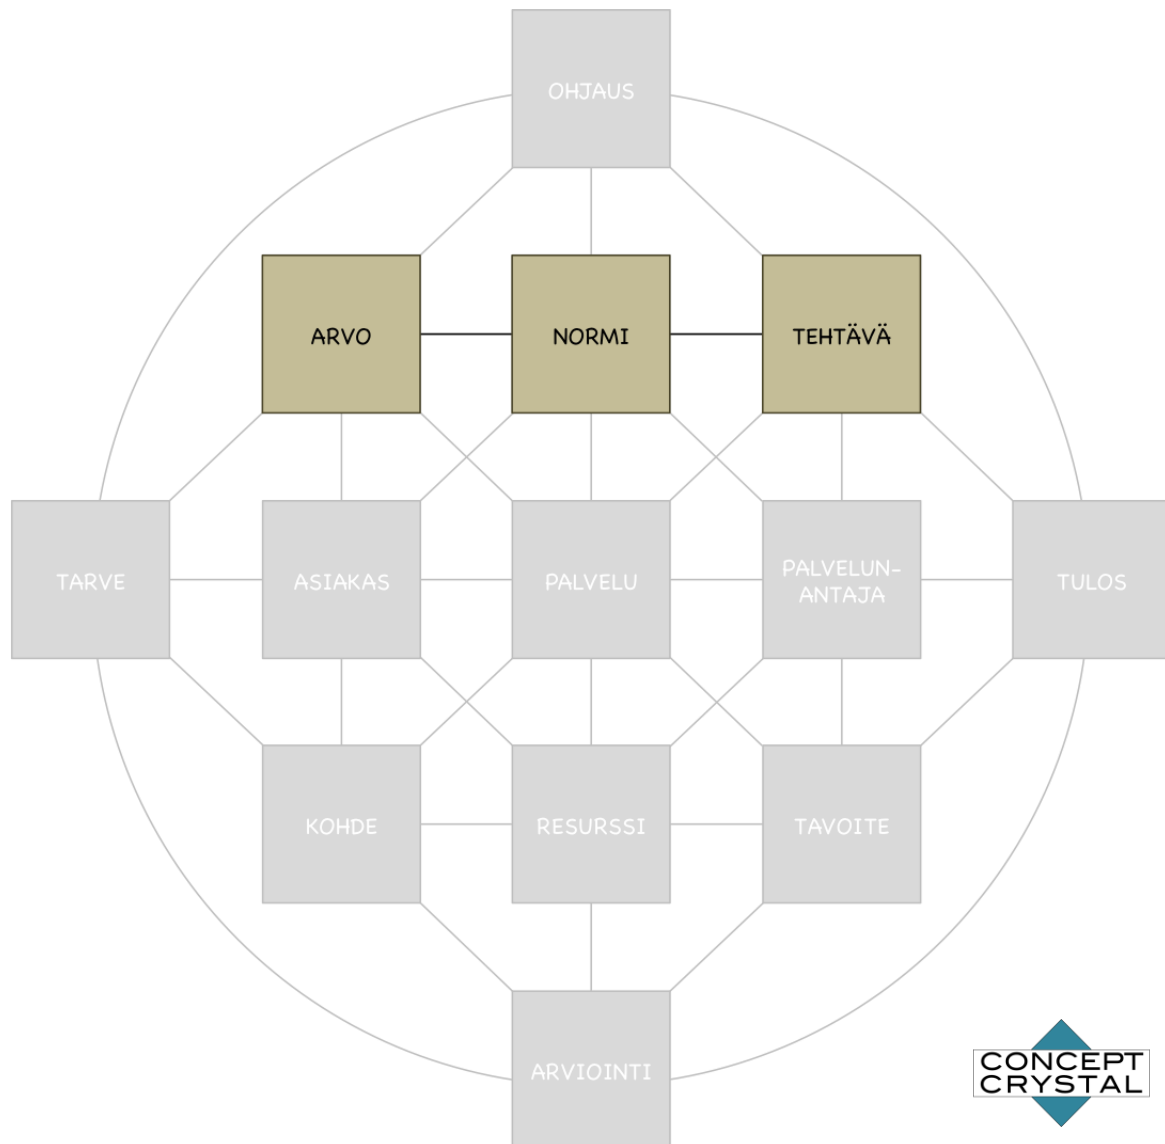 OHJAUS
ARVO
NORMI
TEHTÄVÄ
TARVE
ASIAKAS
PALVELU
PALVELUN-
ANTAJA
TULOS
KOHDE
RESURSSI
TAVOITE
ARVIOINTI
CONCEPT
CRYSTAL